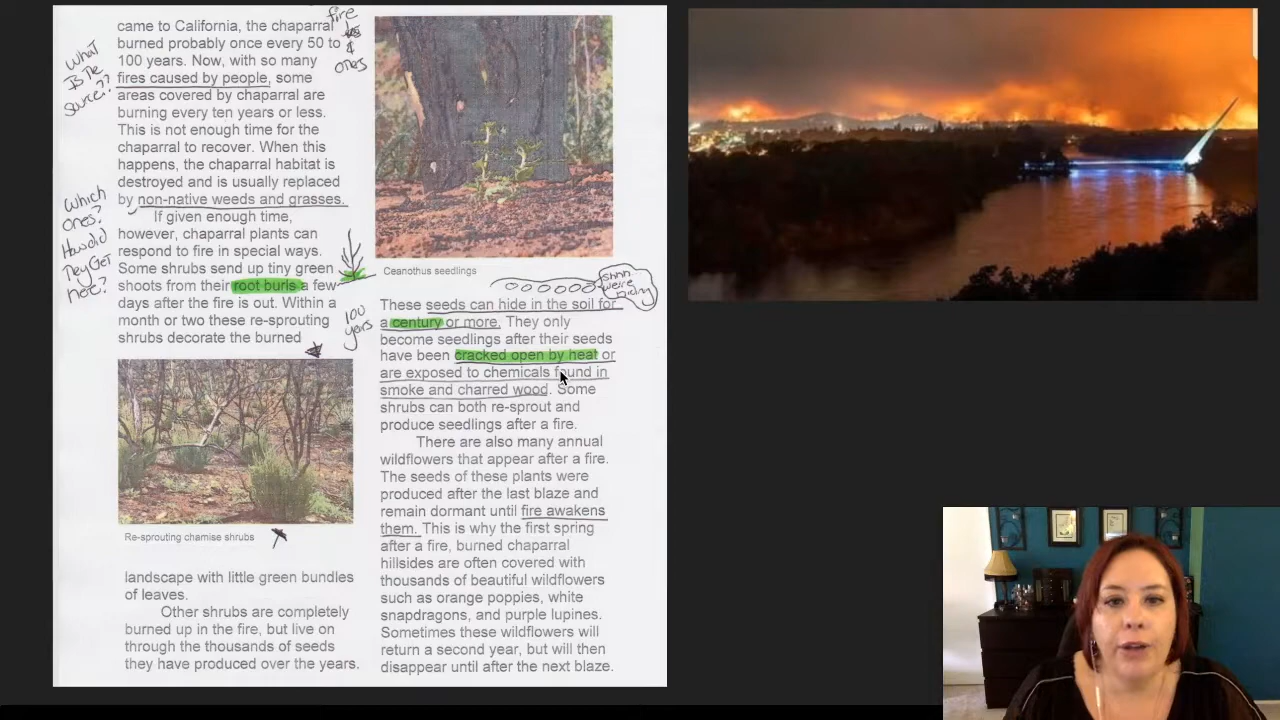 came to California, the chaparral
burned probably once every 50 to
100 years. Now, with so many
fires caused by people, some
areas covered by chaparral are
burning every ten years or less.
This is not enough time for the
chaparral to recover. When this
happens, the chaparral habitat is
destroyed and is usually replaced
by non-native weeds and grasses.
If given enough time,
however, chaparral plants can
respond to fire in special ways.
Some shrubs send up tiny green
shoots from their root burls a few
days after the fire is out. Within a
month or two these re-sprouting
shrubs decorate the burned
What
Is The
Source??
Which
ones?
How did
They Get
here?
fire
ones
100
years
Re-sprouting chamise shrubs
landscape with little green bundles
of leaves.
Other shrubs are completely
burned up in the fire, but live on
through the thousands of seeds
they have produced over the years.
Ceanothus seedlings
shhh
we're
hiding
These seeds can hide in the soil for
a century or more. They only
become seedlings after their seeds
have been cracked open by heat or
are exposed to chemicals found in
smoke and charred wood. Some
shrubs can both re-sprout and
produce seedlings after a fire.
There are also many annual
wildflowers that appear after a fire.
The seeds of these plants were
produced after the last blaze and
remain dormant until fire awakens
them. This is why the first spring
after a fire, burned chaparral
hillsides are often covered with
thousands of beautiful wildflowers
such as orange poppies, white
snapdragons, and purple lupines.
Sometimes these wildflowers will
return a second year, but will then
disappear until after the next blaze.